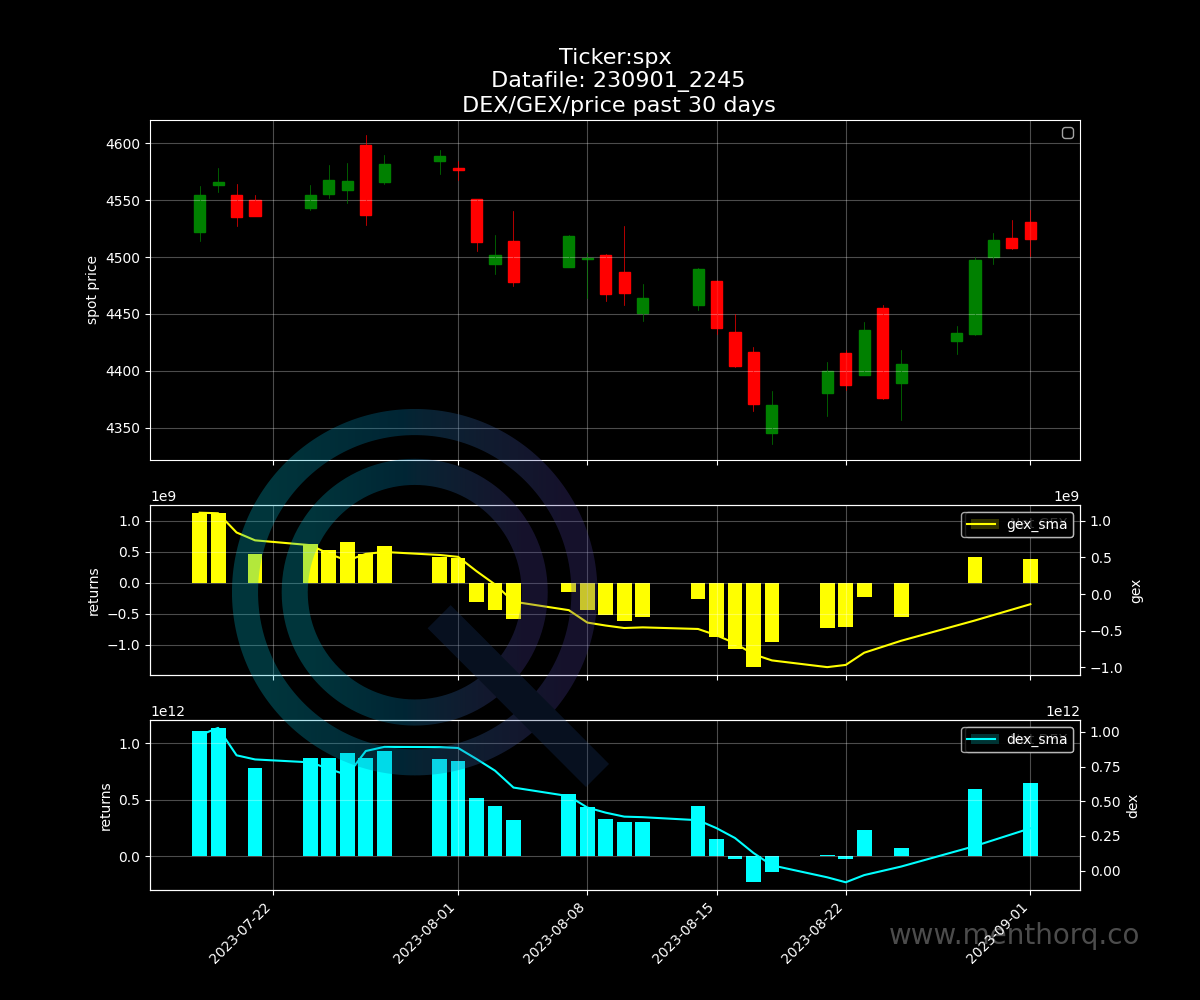 Ticker:spx
Datafile: 230901_2245
DEX/GEX/price past 30 days
4600
4550
4500
4450
4400
4350
spot price
1e9
1e9
1.0
0.5
0.0
−0.5
−1.0
returns
gex_sma
1.0
0.5
0.0
−0.5
−1.0
gex
1e12
1e12
1.0
0.5
0.0
returns
dex_sma
1.00
0.75
0.50
0.25
0.00
dex
2023-07-22
2023-08-01
2023-08-08
2023-08-15
2023-08-22
2023-09-01
www.menthorq.co